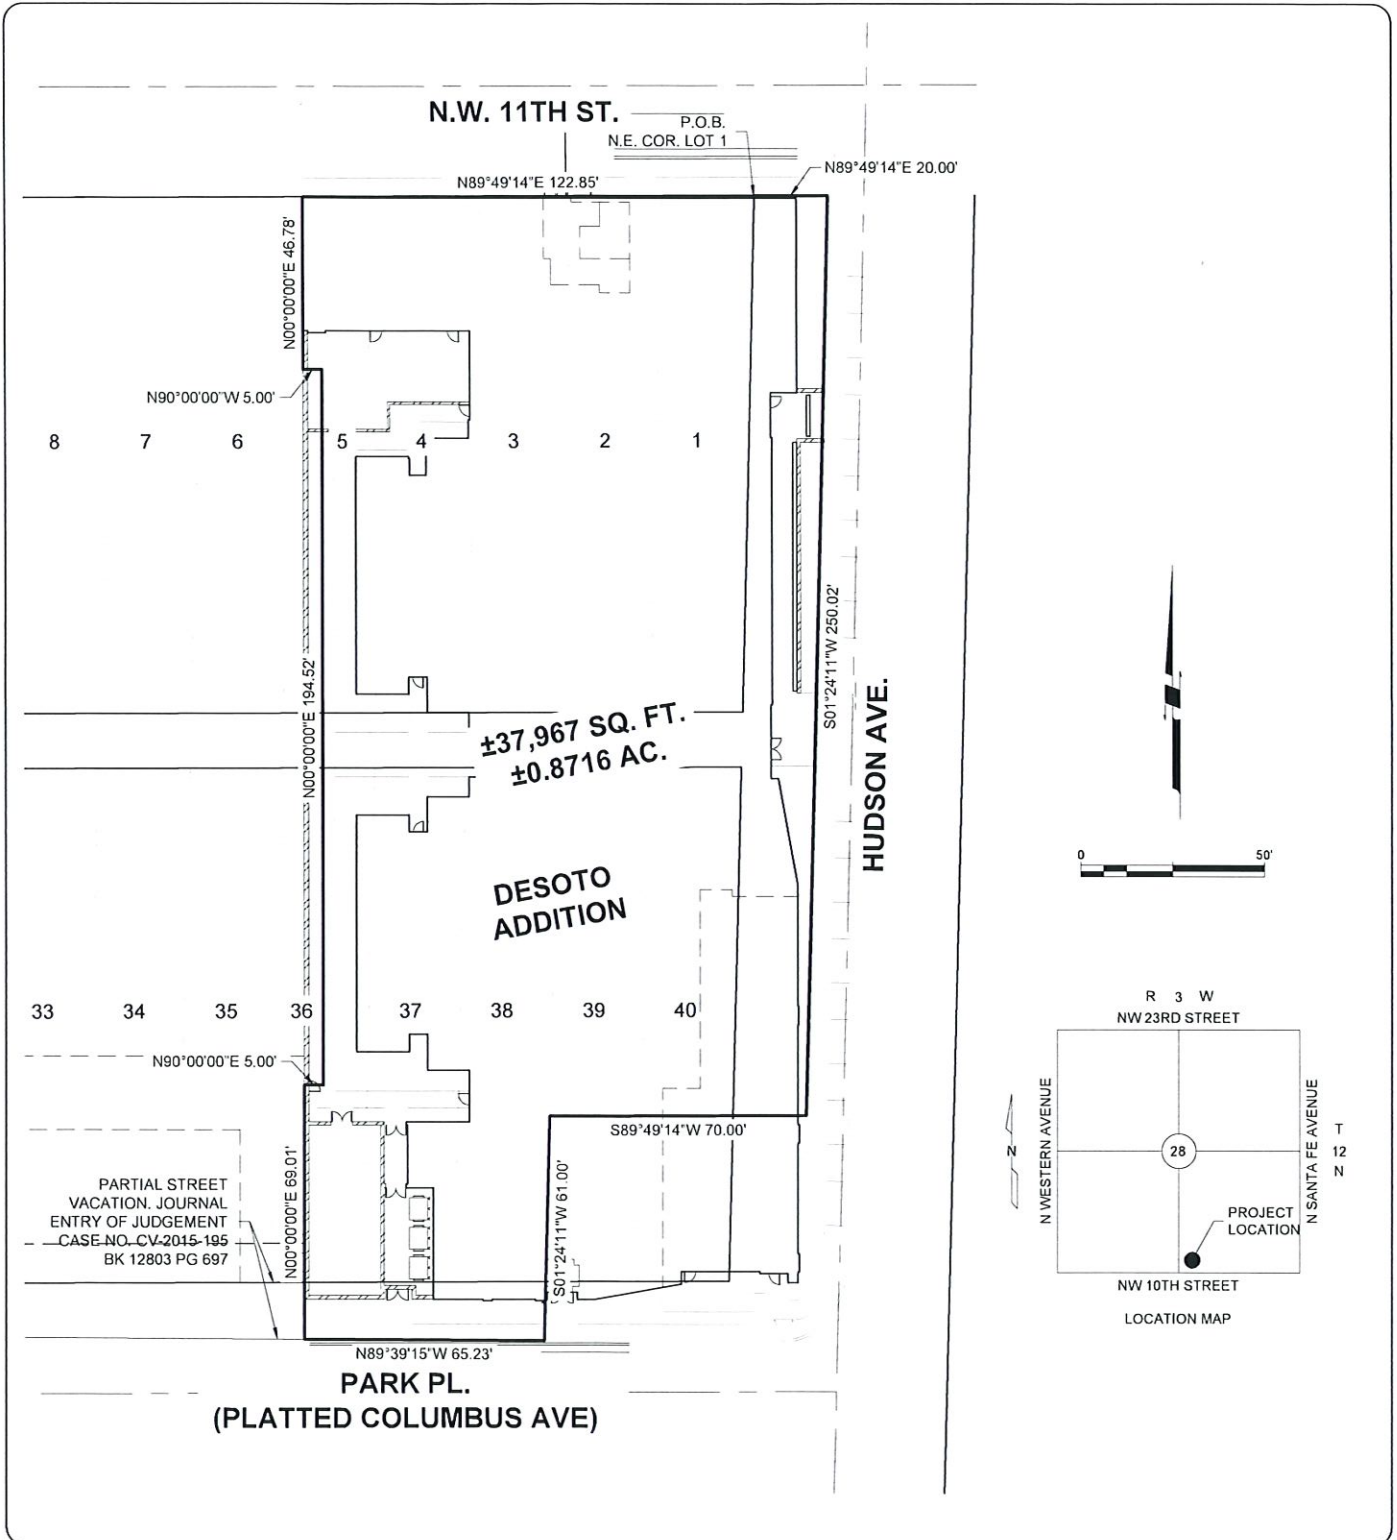 N.W. 11TH ST.
P.O.B.
N.E. COR. LOT 1
N89°49'14"E 20.00'
N89°49'14"E 122.85'
N00°00'00"E 46.78'
N90°00'00"W 5.00'
8 7 6 5 4 3 2 1
N00°00'00"E 194.52'
S01°24'11"W 250.02'
HUDSON AVE.
±37,967 SQ. FT.
±0.8716 AC.
DESOTO
ADDITION
0 50'
33 34 35 36 37 38 39 40
N90°00'00"E 5.00'
S89°49'14"W 70.00'
S01°24'11"W 61.00'
N00°00'00"E 69.01'
PARTIAL STREET
VACATION. JOURNAL
ENTRY OF JUDGEMENT
CASE NO. CV-2015-195
BK 12803 PG 697
N89°39'15"W 65.23'
PARK PL.
(PLATTED COLUMBUS AVE)
R 3 W
NW 23RD STREET
N WESTERN AVENUE
N
28
N SANTA FE AVENUE
T
12
N
PROJECT
LOCATION
NW 10TH STREET
LOCATION MAP